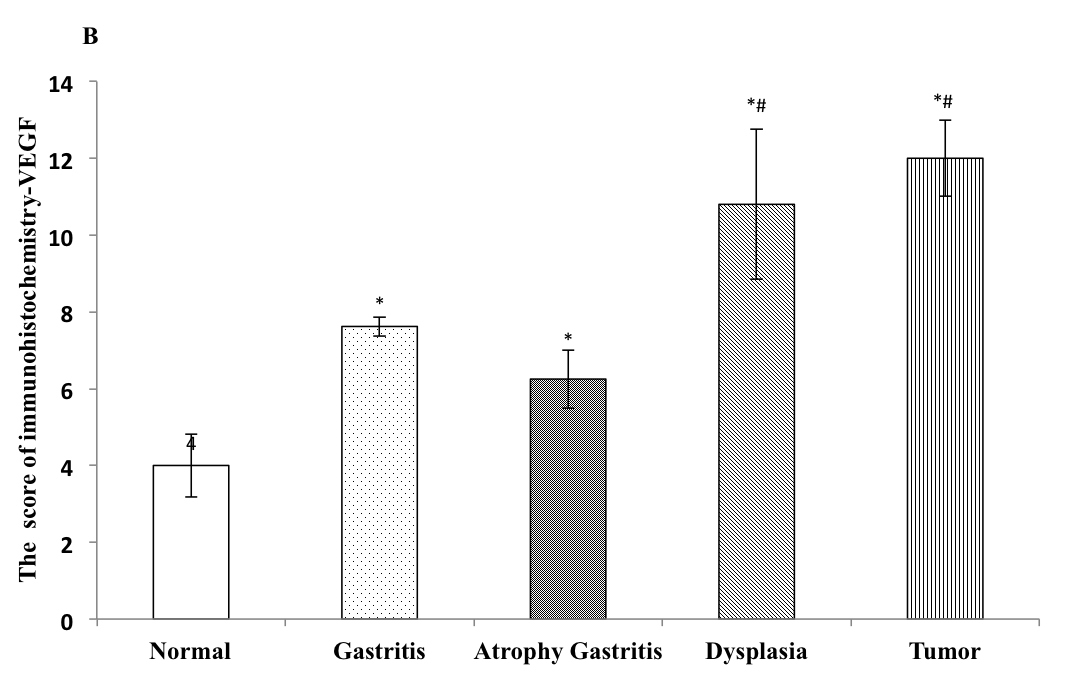 B
The score of immunohistochemistry-VEGF
14
12
10
8
6
4
2
0
4
*
*
*#
*#
Normal
Gastritis
Atrophy Gastritis
Dysplasia
Tumor